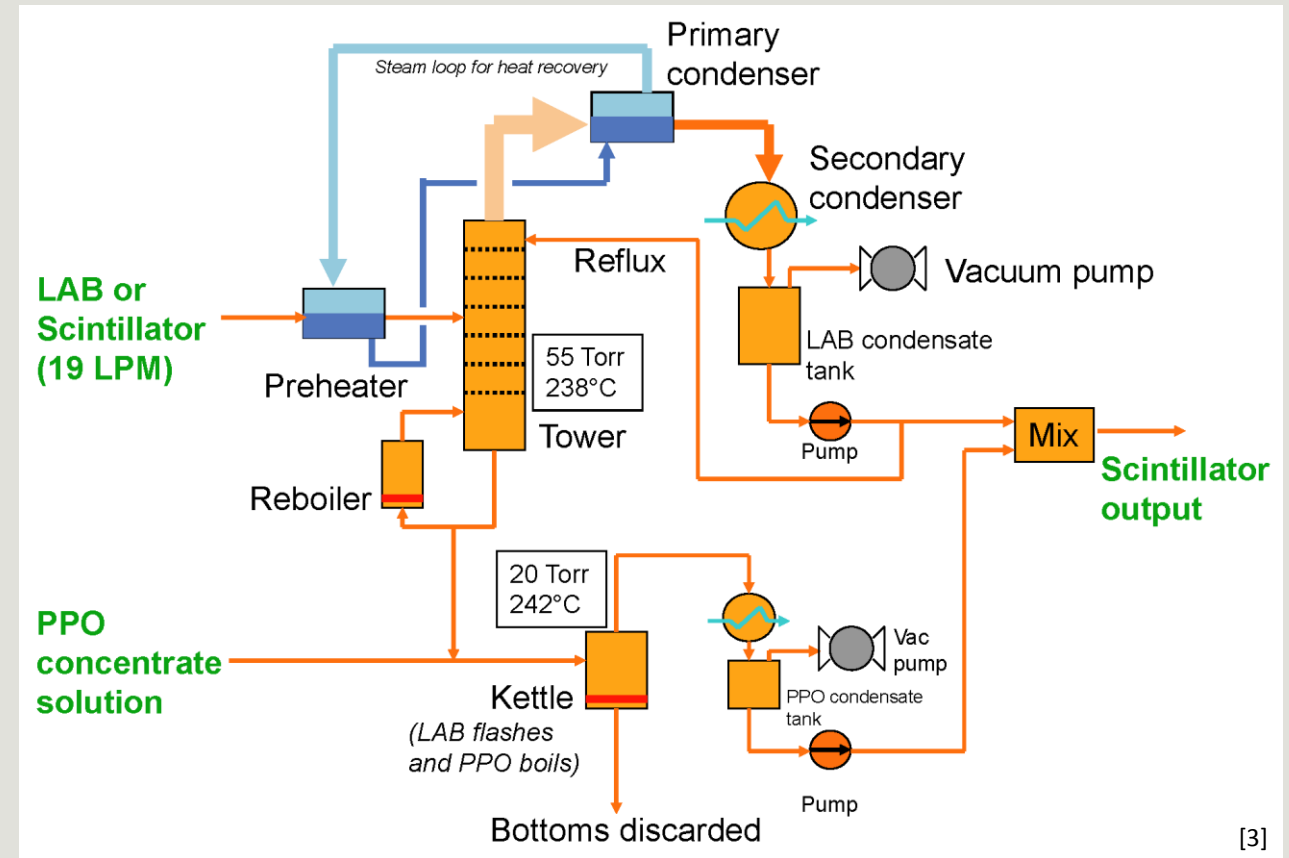 Primary
condenser
Steam loop for heat recovery
Secondary
condenser
Reflux
Vacuum pump
LAB or
Scintillator
(19 LPM)
Preheater
55 Torr
238°C
Tower
LAB condensate
tank
Pump
Mix
Scintillator
output
Reboiler
20 Torr
242°C
PPO
concentrate
solution
Kettle
(LAB flashes
and PPO boils)
Vac
pump
PPO condensate
tank
Pump
Bottoms discarded
[3]